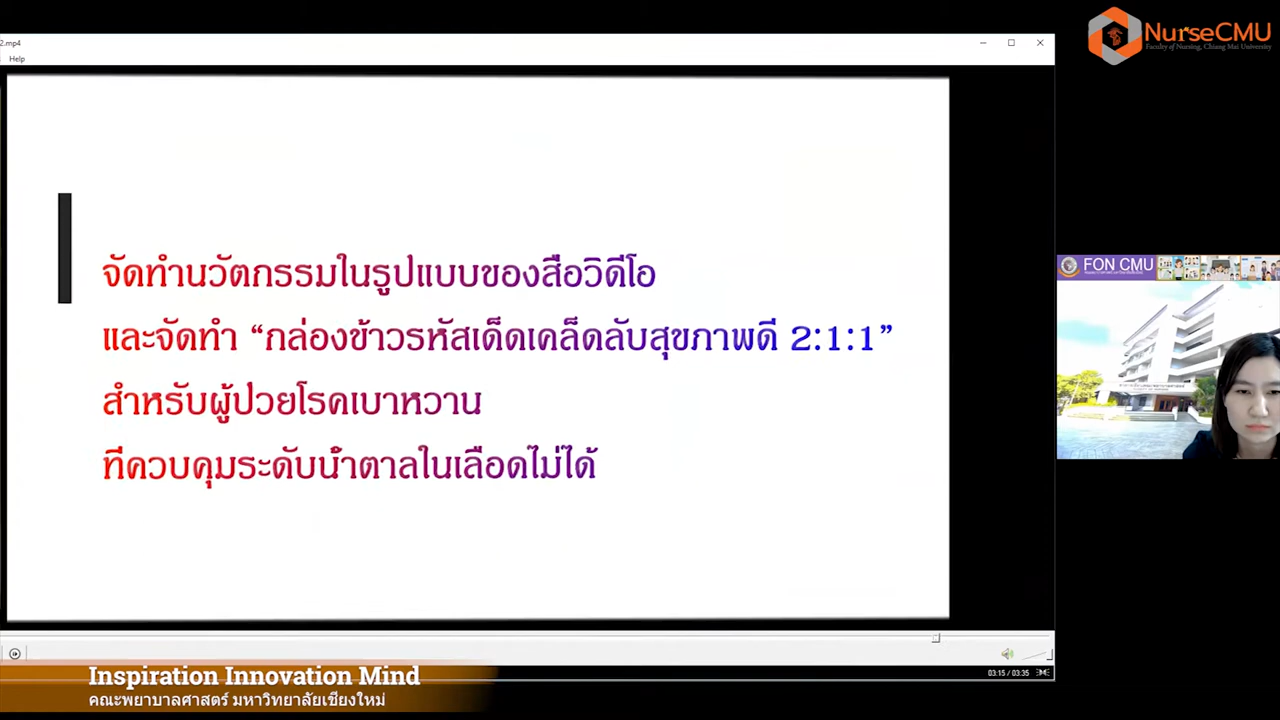 NurseCMU
Faculty of Nursing, Chiang Mai University
2.mp4
Help
จัดทำนวัตกรรมในรูปแบบของสื่อวิดีโอ
และจัดทำ “กล่องข้าวรหัสเด็ดเคล็ดลับสุขภาพดี 2:1:1”
สำหรับผู้ป่วยโรคเบาหวาน
ที่ควบคุมระดับน้ำตาลในเลือดไม่ได้
FON CMU
03:15 / 03:35
Inspiration Innovation Mind
คณะพยาบาลศาสตร์ มหาวิทยาลัยเชียงใหม่